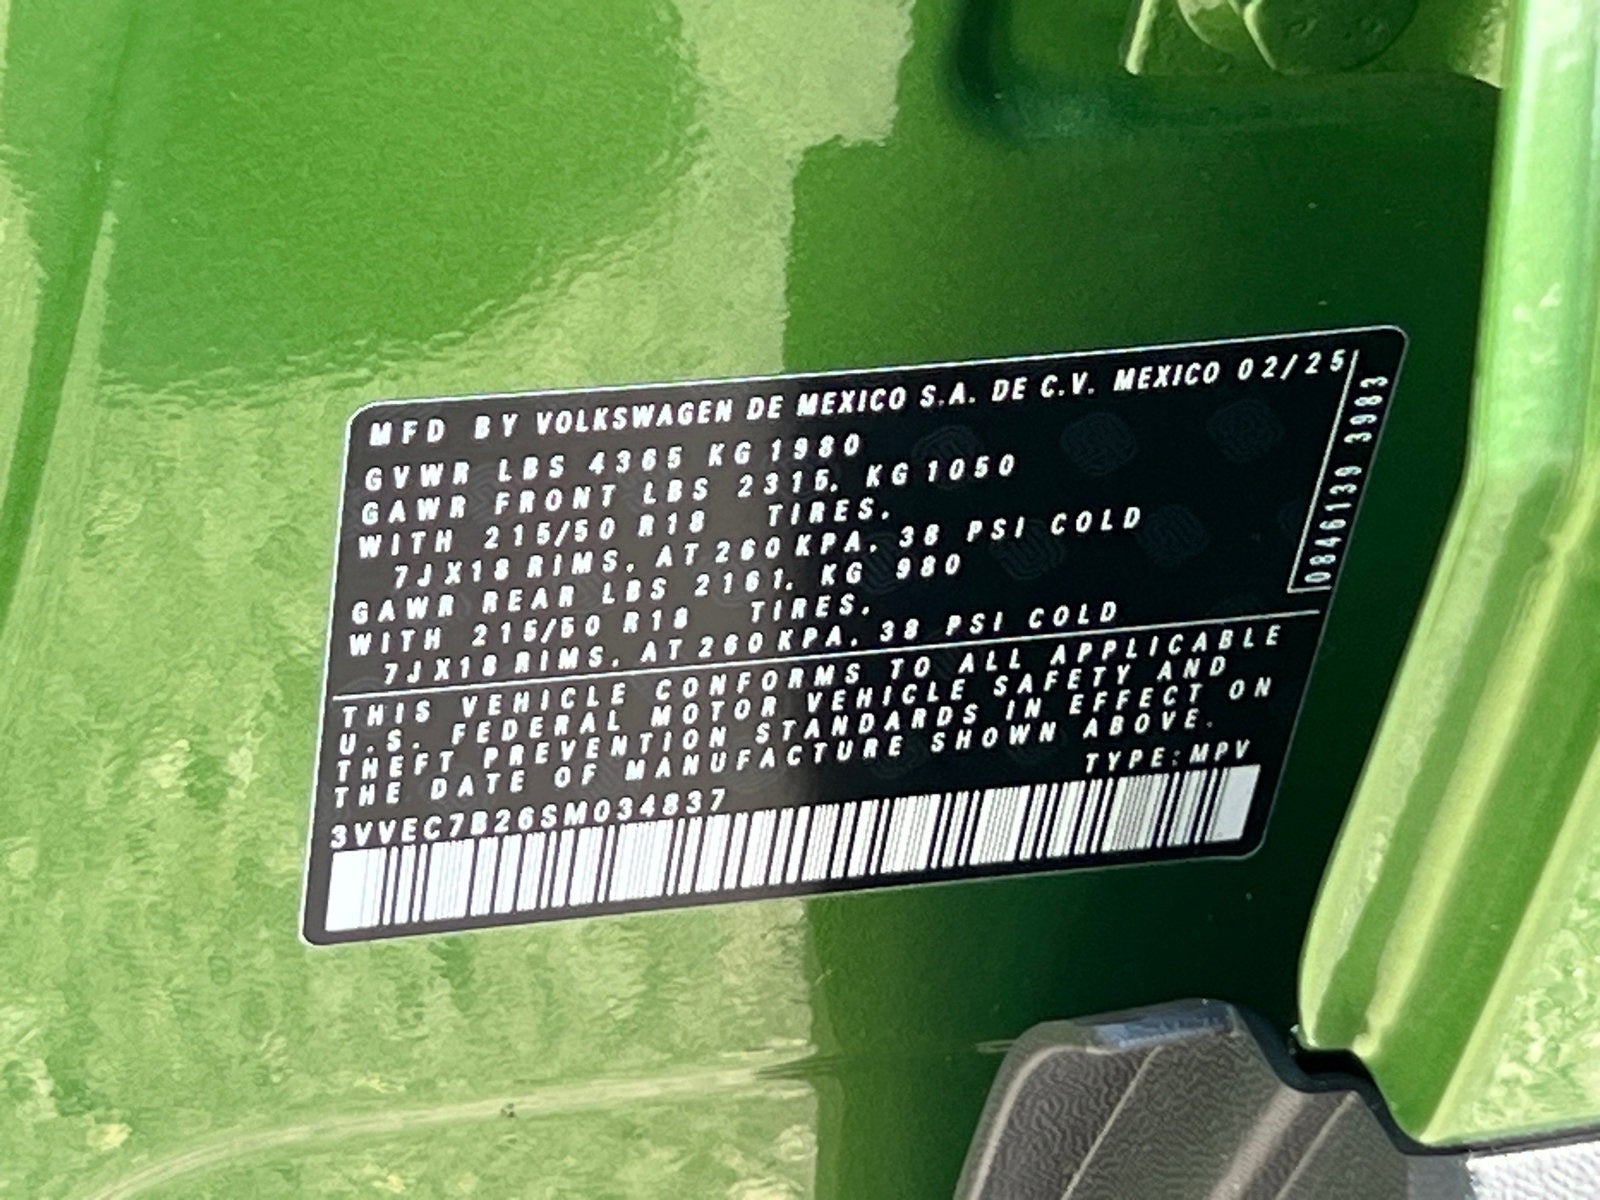 MFD BY VOLKSWAGEN DE MEXICO S.A. DE C.V. MEXICO 02/25
GVWR LBS 4365 KG 1980
GAWR FRONT LBS 2315. KG 1050
WITH 215/50 R18 TIRES.
7JX18 RIMS. AT 260 KPA. 38 PSI COLD
GAWR REAR LBS 2161. KG 980
WITH 215/50 R18 TIRES.
7JX18 RIMS. AT 260 KPA. 38 PSI COLD
THIS VEHICLE CONFORMS TO ALL APPLICABLE
U.S. FEDERAL MOTOR VEHICLE SAFETY AND
THEFT PREVENTION STANDARDS IN EFFECT ON
THE DATE OF MANUFACTURE SHOWN ABOVE.
TYPE: MPV
3VVEC7B26SM034837
0846139 3983